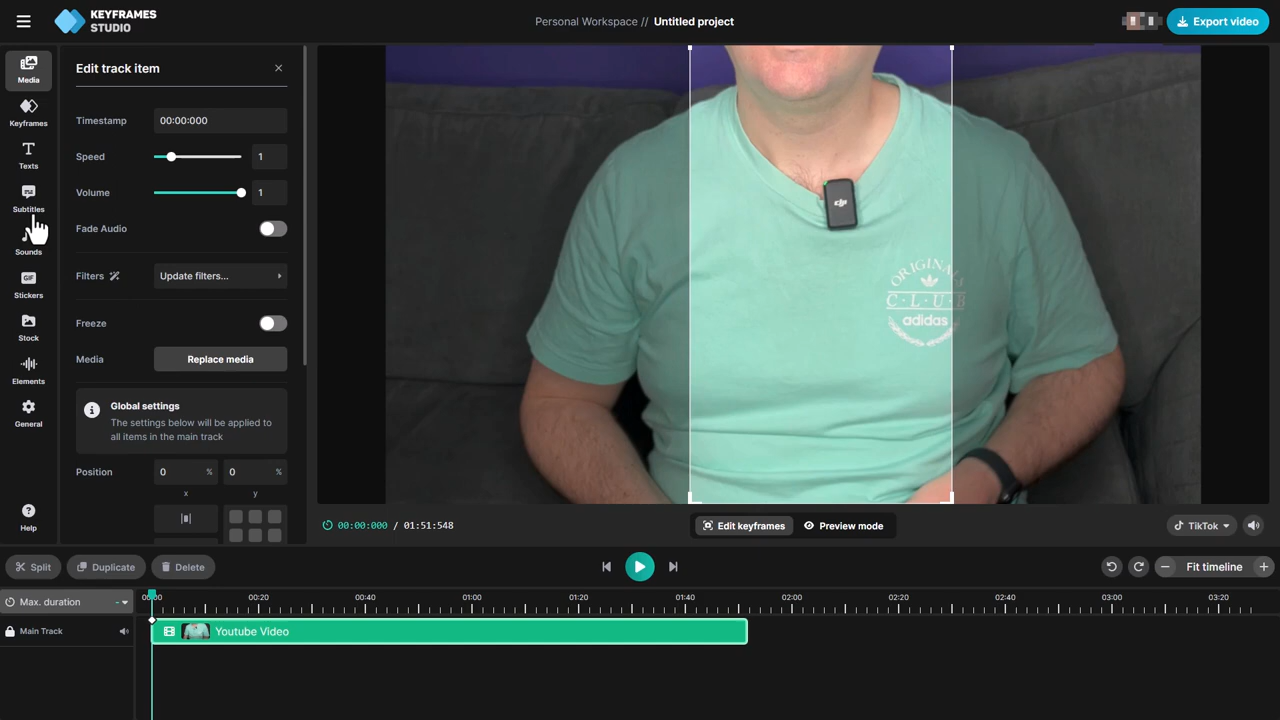 KEYFRAMES
STUDIO
Personal Workspace // Untitled project
Export video
Media
Keyframes
Texts
Subtitles
Sounds
Stickers
GIF
Stock
Elements
General
Help
Edit track item
Timestamp 00:00:000
Speed 1
Volume 1
Fade Audio
Filters Update filters...
Freeze
Media Replace media
Global settings
The settings below will be applied to
all items in the main track
Position 0 % 0 %
x y
dji
ORIGINALS
C·L·U·B
adidas
00:00:000 / 01:51:548
Edit keyframes Preview mode
TikTok
Split Duplicate Delete
Fit timeline
Max. duration -
00:00 00:20 00:40 01:00 01:20 01:40 02:00 02:20 02:40 03:00 03:20
Main Track
Youtube Video